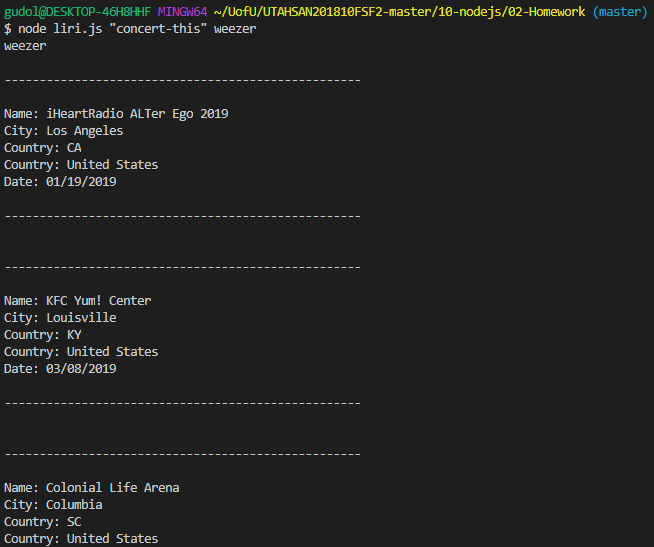 gudol@DESKTOP-46H8HHF MINGW64 ~/UofU/UTAHSAN201810FSF2-master/10-nodejs/02-Homework (master)
$ node liri.js "concert-this" weezer
weezer
---------------------------------------------------
Name: iHeartRadio ALTer Ego 2019
City: Los Angeles
Country: CA
Country: United States
Date: 01/19/2019
---------------------------------------------------
---------------------------------------------------
Name: KFC Yum! Center
City: Louisville
Country: KY
Country: United States
Date: 03/08/2019
---------------------------------------------------
---------------------------------------------------
Name: Colonial Life Arena
City: Columbia
Country: SC
Country: United States